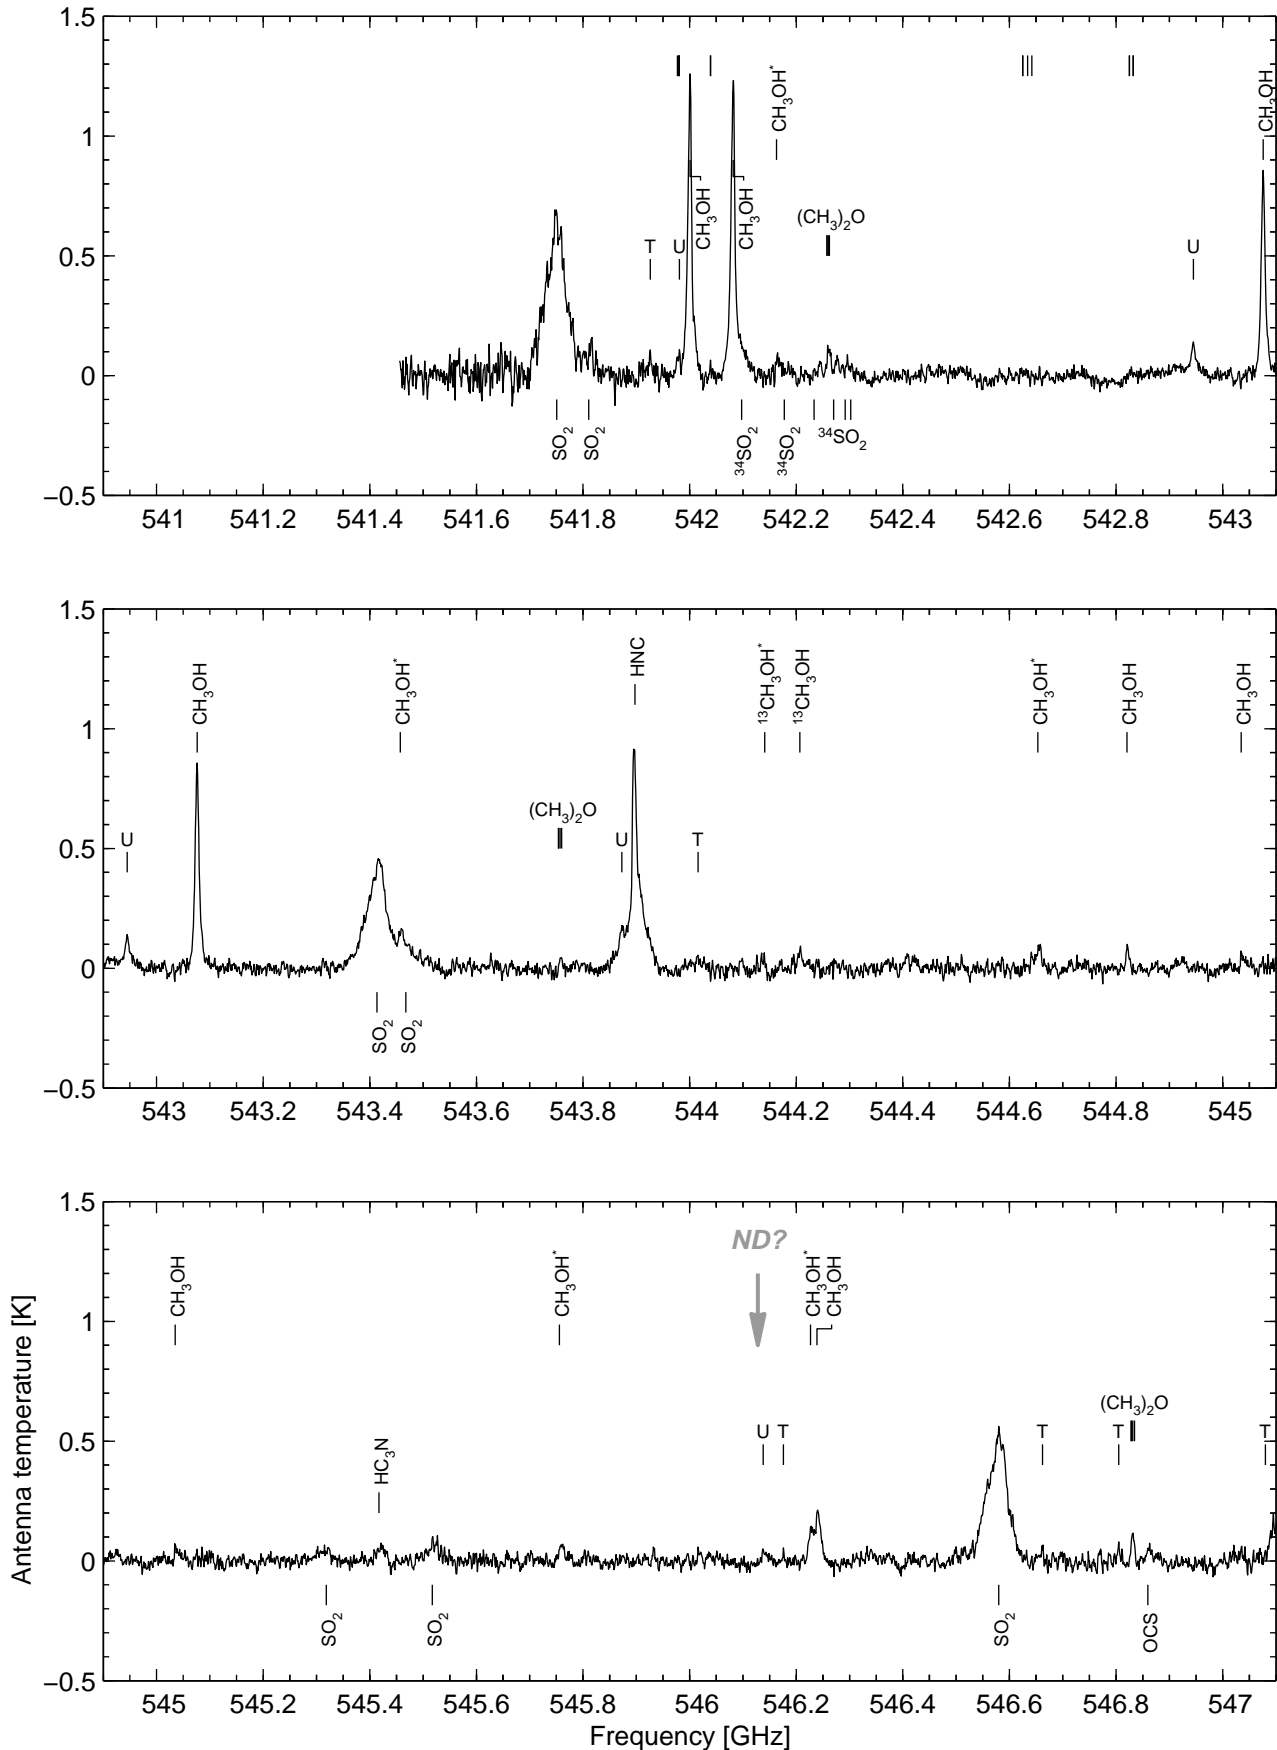 1.5
1
0.5
0
−0.5
T
U
CH₃OH
CH₃OH
CH₃OH*
(CH₃)₂O
U
CH₃OH
SO₂
SO₂
³⁴SO₂
³⁴SO₂
³⁴SO₂
541 541.2 541.4 541.6 541.8 542 542.2 542.4 542.6 542.8 543
1.5
1
0.5
0
−0.5
U
CH₃OH
CH₃OH*
(CH₃)₂O
U
HNC
T
¹³CH₃OH*
¹³CH₃OH
CH₃OH*
CH₃OH
CH₃OH
SO₂
SO₂
543 543.2 543.4 543.6 543.8 544 544.2 544.4 544.6 544.8 545
Antenna temperature [K]
1.5
1
0.5
0
−0.5
CH₃OH
HC₃N
CH₃OH*
ND?
U
T
CH₃OH*
CH₃OH
T
T
(CH₃)₂O
T
SO₂
SO₂
SO₂
OCS
545 545.2 545.4 545.6 545.8 546 546.2 546.4 546.6 546.8 547
Frequency [GHz]